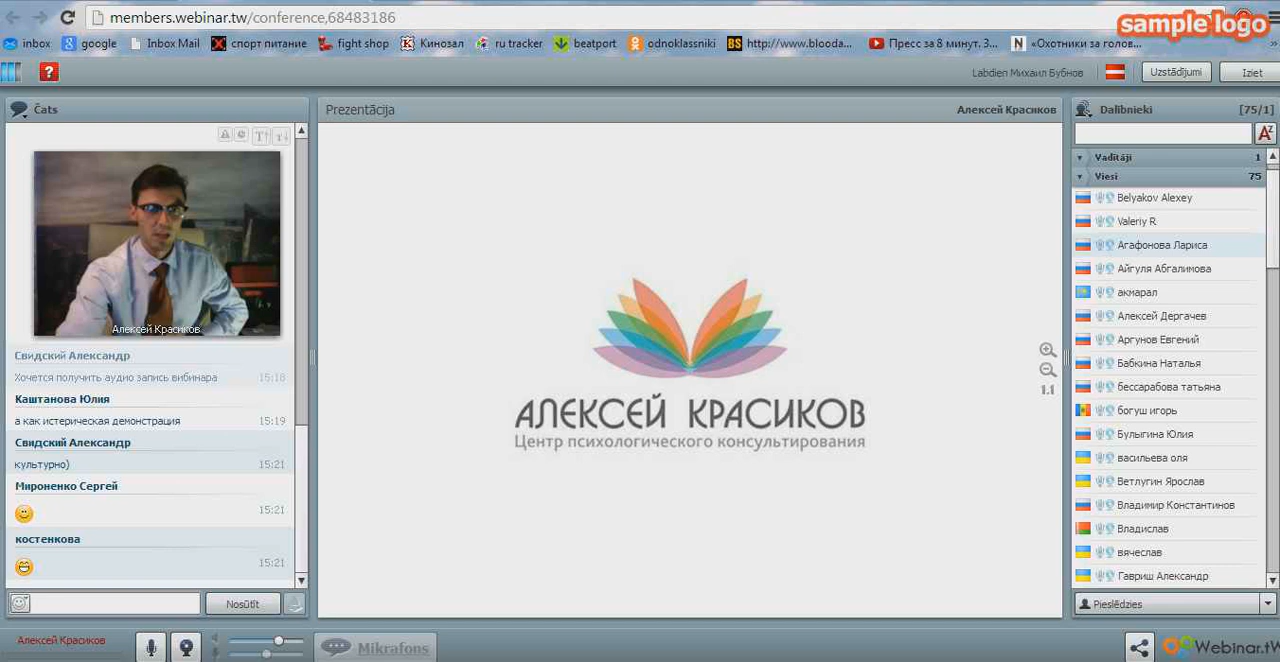 members.webinar.tw/conference,68483186
sample logo
inbox
google
Inbox Mail
спорт питание
fight shop
Кинозал
ru tracker
beatport
odnoklassniki
http://www.blooda...
Пресс за 8 минут. 3...
«Охотники за голов...
Labdien Михаил Бубнов
Uzstādījumi
Iziet
Čats
Алексей Красиков
Свидский Александр
Хочется получить аудио запись вибинара 15:18
Каштанова Юлия
а как истерическая демонстрация 15:19
Свидский Александр
культурно) 15:21
Мироненко Сергей
15:21
костенкова
15:21
Nosūtīt
Prezentācija
Алексей Красиков
АЛЕКСЕЙ КРАСИКОВ
Центр психологического консультирования
1:1
Dalībnieki [75/1]
Vadītāji 1
Viesi 75
Belyakov Alexey
Valeriy R
Агафонова Лариса
Айгуля Абгалимова
акмарал
Алексей Дергачев
Аргунов Евгений
Бабкина Наталья
бессарабова татьяна
богуш игорь
Булыгина Юлия
васильева оля
Ветлугин Ярослав
Владимир Константинов
Владислав
вячеслав
Гавриш Александр
Pieslēdzies
Алексей Красиков
Mikrafons
Webinar.tw